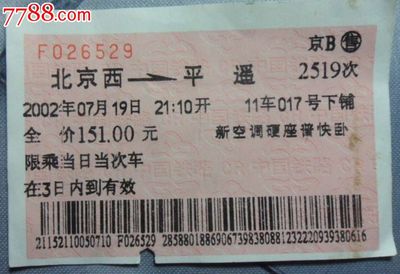 7788.com
F026529 京B 售
北京西 平遥 2519次
2002年07月19日 21:10开 11车017号下铺
全 价151.00元 新空调硬座普快卧
限乘当日当次车
在3日内到有效
21152110050710 F026529 28588018869067398380881232220939380616